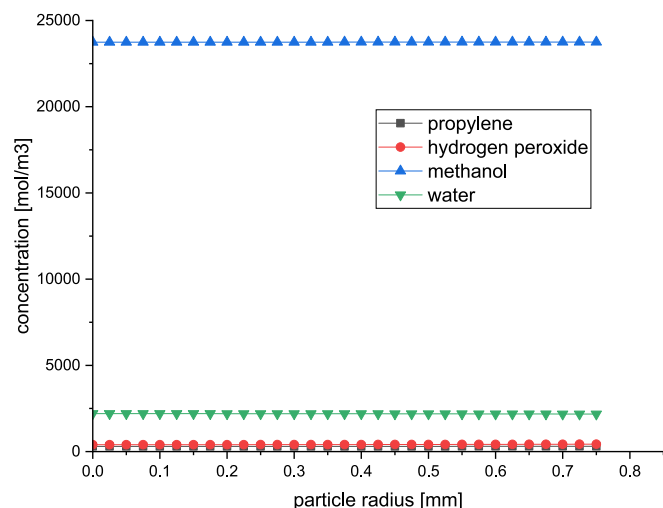 25000
20000
15000
10000
5000
0
concentration [mol/m3]
propylene
hydrogen peroxide
methanol
water
0.0 0.1 0.2 0.3 0.4 0.5 0.6 0.7 0.8
particle radius [mm]